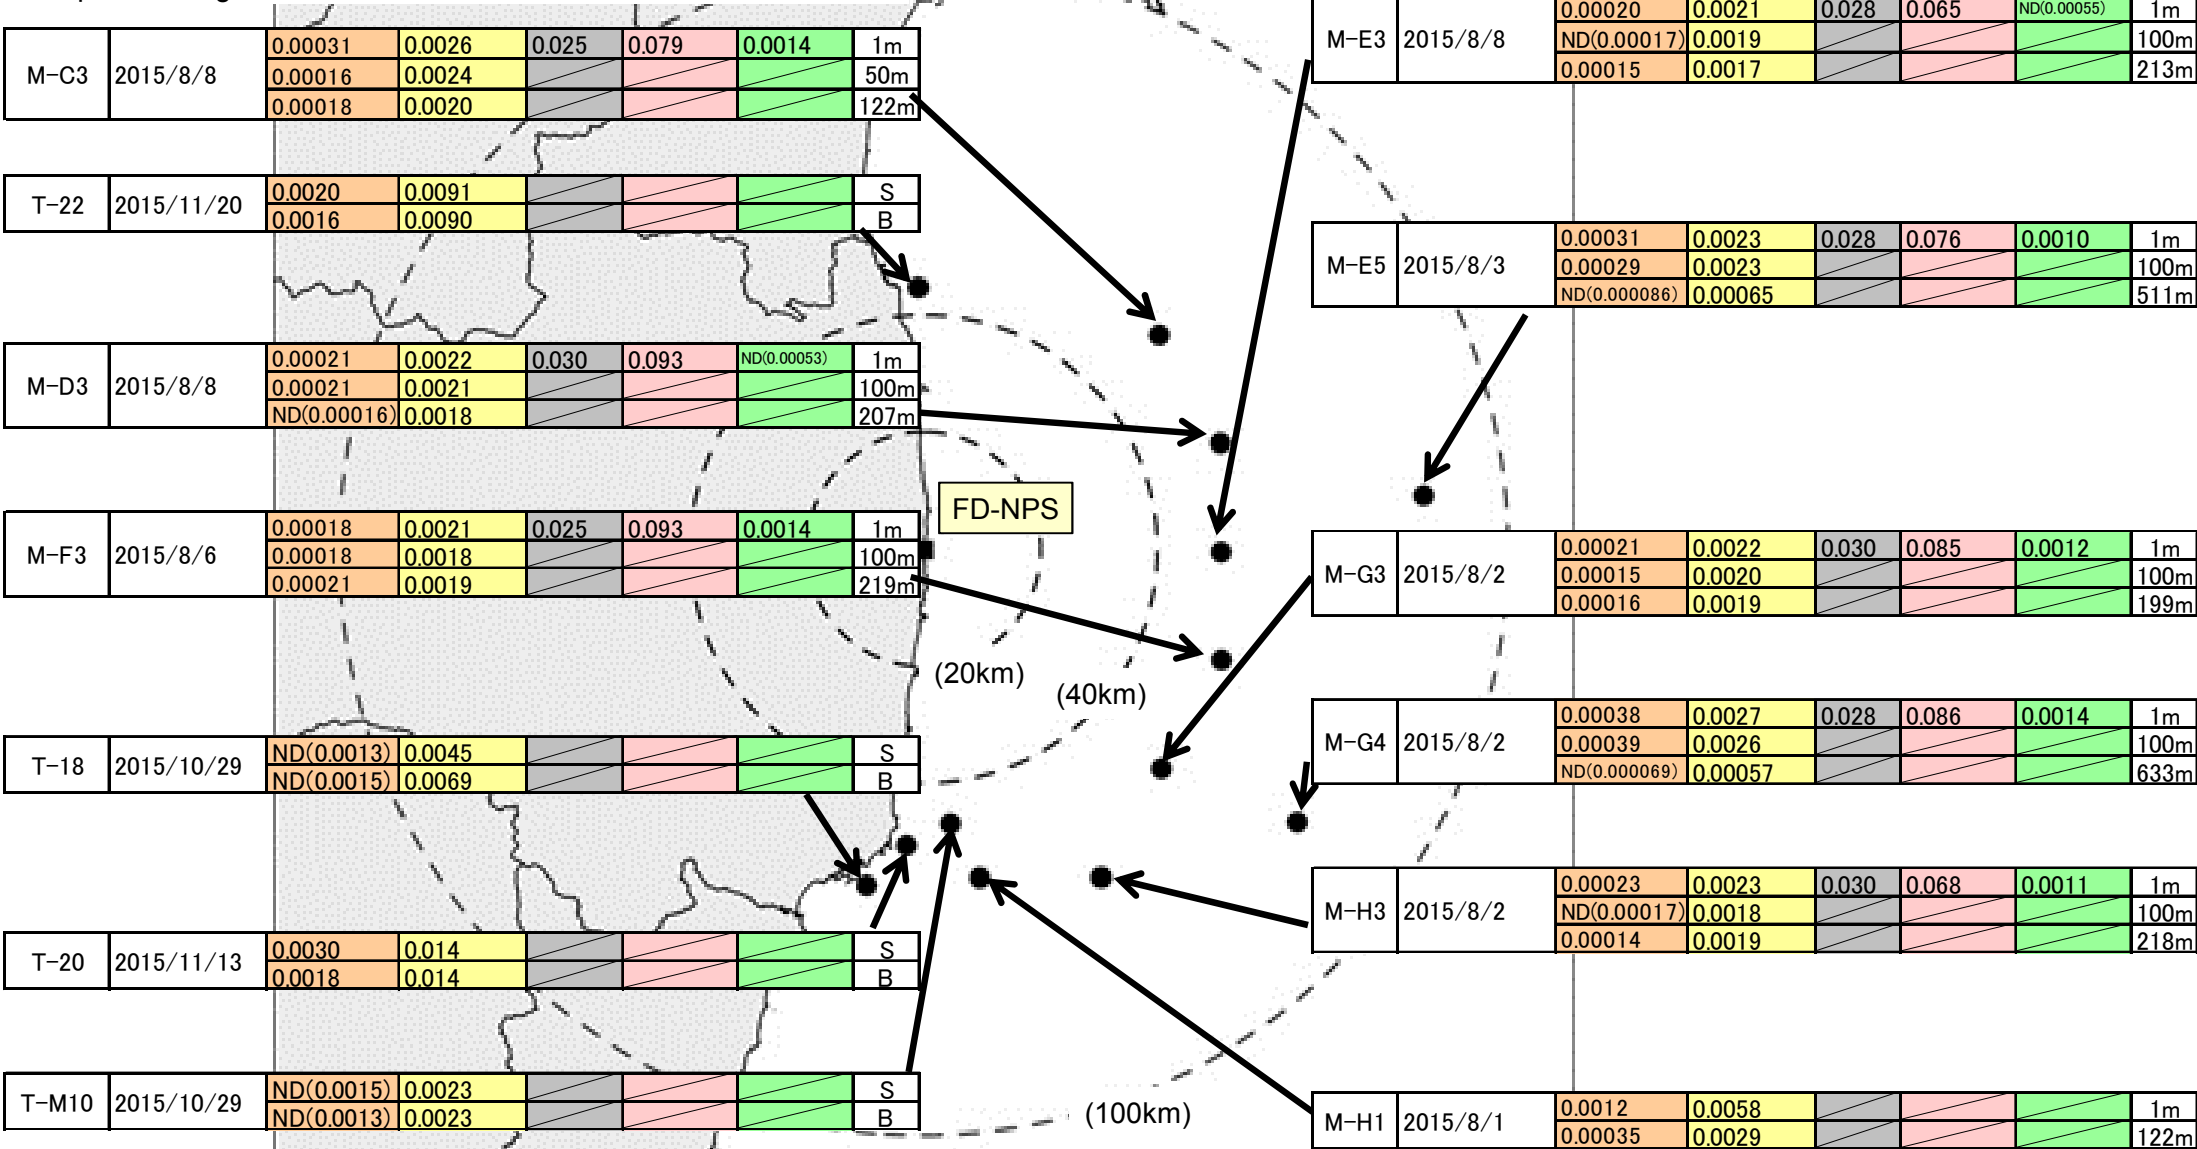 M-C3 2015/8/8 0.00031 0.0026 0.025 0.079 0.0014 1m
0.00016 0.0024 50m
0.00018 0.0020 122m
T-22 2015/11/20 0.0020 0.0091 S
0.0016 0.0090 B
M-D3 2015/8/8 0.00021 0.0022 0.030 0.093 ND(0.00053) 1m
0.00021 0.0021 100m
ND(0.00016) 0.0018 207m
M-F3 2015/8/6 0.00018 0.0021 0.025 0.093 0.0014 1m
0.00018 0.0018 100m
0.00021 0.0019 219m
T-18 2015/10/29 ND(0.0013) 0.0045 S
ND(0.0015) 0.0069 B
T-20 2015/11/13 0.0030 0.014 S
0.0018 0.014 B
T-M10 2015/10/29 ND(0.0015) 0.0023 S
ND(0.0013) 0.0023 B
FD-NPS
(20km)
(40km)
(100km)
M-E3 2015/8/8 0.00020 0.0021 0.028 0.065 ND(0.00055) 1m
ND(0.00017) 0.0019 100m
0.00015 0.0017 213m
M-E5 2015/8/3 0.00031 0.0023 0.028 0.076 0.0010 1m
0.00029 0.0023 100m
ND(0.000086) 0.00065 511m
M-G3 2015/8/2 0.00021 0.0022 0.030 0.085 0.0012 1m
0.00015 0.0020 100m
0.00016 0.0019 199m
M-G4 2015/8/2 0.00038 0.0027 0.028 0.086 0.0014 1m
0.00039 0.0026 100m
ND(0.000069) 0.00057 633m
M-H3 2015/8/2 0.00023 0.0023 0.030 0.068 0.0011 1m
ND(0.00017) 0.0018 100m
0.00014 0.0019 218m
M-H1 2015/8/1 0.0012 0.0058 1m
0.00035 0.0029 122m